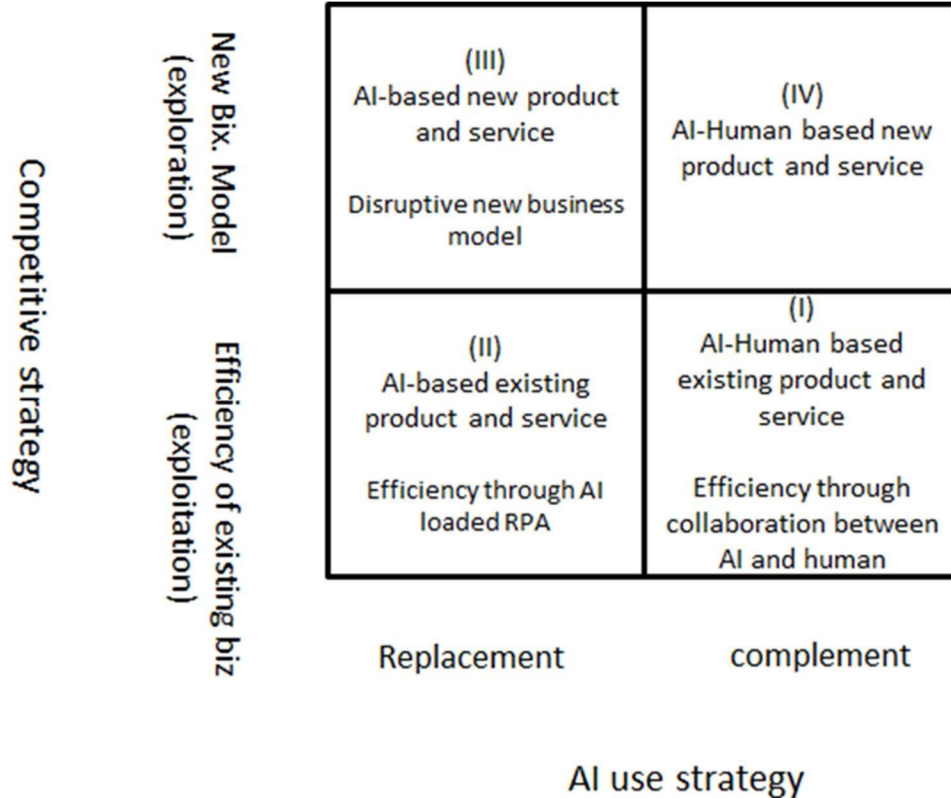 Competitive strategy
New Bix. Model
(exploration)
(III)
AI-based new product
and service
Disruptive new business
model
(IV)
AI-Human based new
product and service
Efficiency of existing biz
(exploitation)
(II)
AI-based existing
product and service
Efficiency through AI
loaded RPA
(I)
AI-Human based
existing product and
service
Efficiency through
collaboration between
AI and human
Replacement
complement
AI use strategy